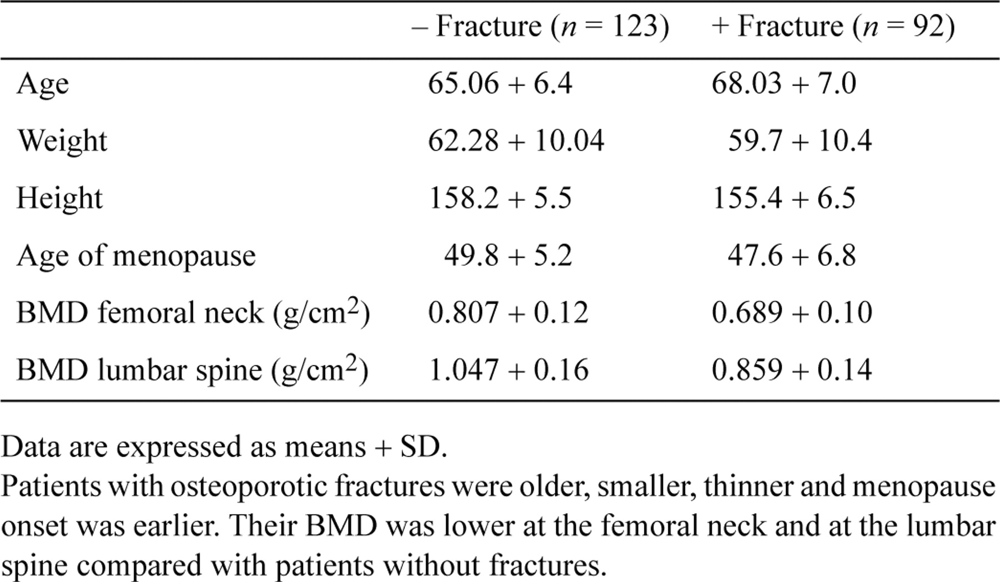 – Fracture (n = 123) + Fracture (n = 92)
Age 65.06 + 6.4 68.03 + 7.0
Weight 62.28 + 10.04 59.7 + 10.4
Height 158.2 + 5.5 155.4 + 6.5
Age of menopause 49.8 + 5.2 47.6 + 6.8
BMD femoral neck (g/cm²) 0.807 + 0.12 0.689 + 0.10
BMD lumbar spine (g/cm²) 1.047 + 0.16 0.859 + 0.14
Data are expressed as means + SD.
Patients with osteoporotic fractures were older, smaller, thinner and menopause
onset was earlier. Their BMD was lower at the femoral neck and at the lumbar
spine compared with patients without fractures.